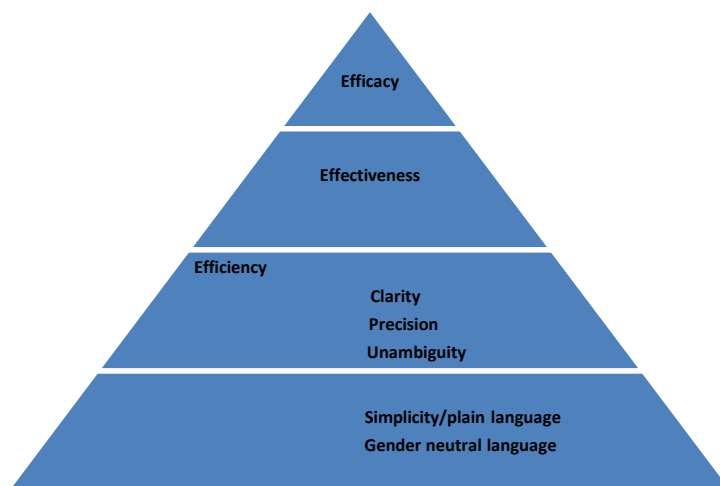 Efficacy
Effectiveness
Efficiency
Clarity
Precision
Unambiguity
Simplicity/plain language
Gender neutral language